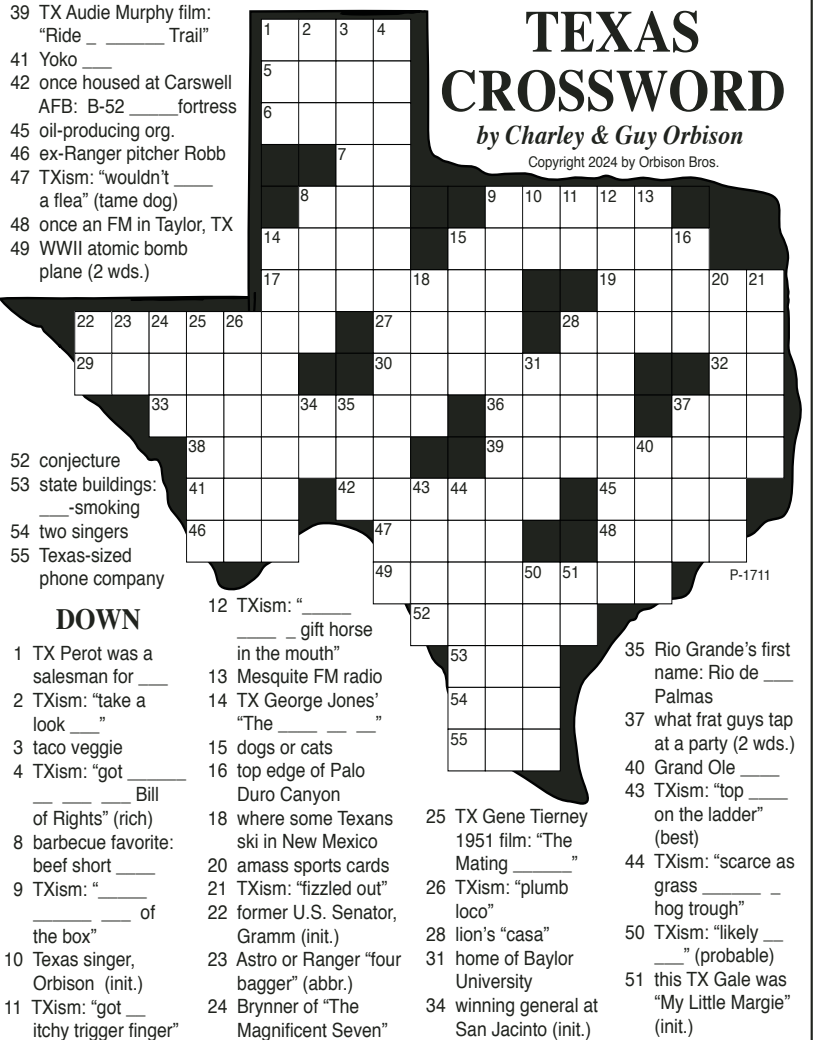 39 TX Audie Murphy film:
"Ride _ ______ Trail"
41 Yoko ___
42 once housed at Carswell
AFB: B-52 _____fortress
45 oil-producing org.
46 ex-Ranger pitcher Robb
47 TXism: "wouldn't ____
a flea" (tame dog)
48 once an FM in Taylor, TX
49 WWII atomic bomb
plane (2 wds.)
52 conjecture
53 state buildings:
___-smoking
54 two singers
55 Texas-sized
phone company
TEXAS
CROSSWORD
by Charley & Guy Orbison
Copyright 2024 by Orbison Bros.
1 2 3 4
5
6
7
8 9 10 11 12 13
14 15 16
17 18 19 20 21
22 23 24 25 26 27 28
29 30 31 32
33 34 35 36 37
38 39 40
41 42 43 44 45
46 47 48
49 50 51
52
53
54
55
P-1711
DOWN
1 TX Perot was a
salesman for ___
2 TXism: "take a
look ___"
3 taco veggie
4 TXism: "got ______
__ ___ ___ Bill
of Rights" (rich)
8 barbecue favorite:
beef short ____
9 TXism: "_____
______ ___ of
the box"
10 Texas singer,
Orbison (init.)
11 TXism: "got __
itchy trigger finger"
12 TXism: "_____
____ _ gift horse
in the mouth"
13 Mesquite FM radio
14 TX George Jones'
"The ____ __ __"
15 dogs or cats
16 top edge of Palo
Duro Canyon
18 where some Texans
ski in New Mexico
20 amass sports cards
21 TXism: "fizzled out"
22 former U.S. Senator,
Gramm (init.)
23 Astro or Ranger "four
bagger" (abbr.)
24 Brynner of "The
Magnificent Seven"
25 TX Gene Tierney
1951 film: "The
Mating ______"
26 TXism: "plumb
loco"
28 lion's "casa"
31 home of Baylor
University
34 winning general at
San Jacinto (init.)
35 Rio Grande's first
name: Rio de ___
Palmas
37 what frat guys tap
at a party (2 wds.)
40 Grand Ole ____
43 TXism: "top ____
on the ladder"
(best)
44 TXism: "scarce as
grass ______ _
hog trough"
50 TXism: "likely __
___" (probable)
51 this TX Gale was
"My Little Margie"
(init.)